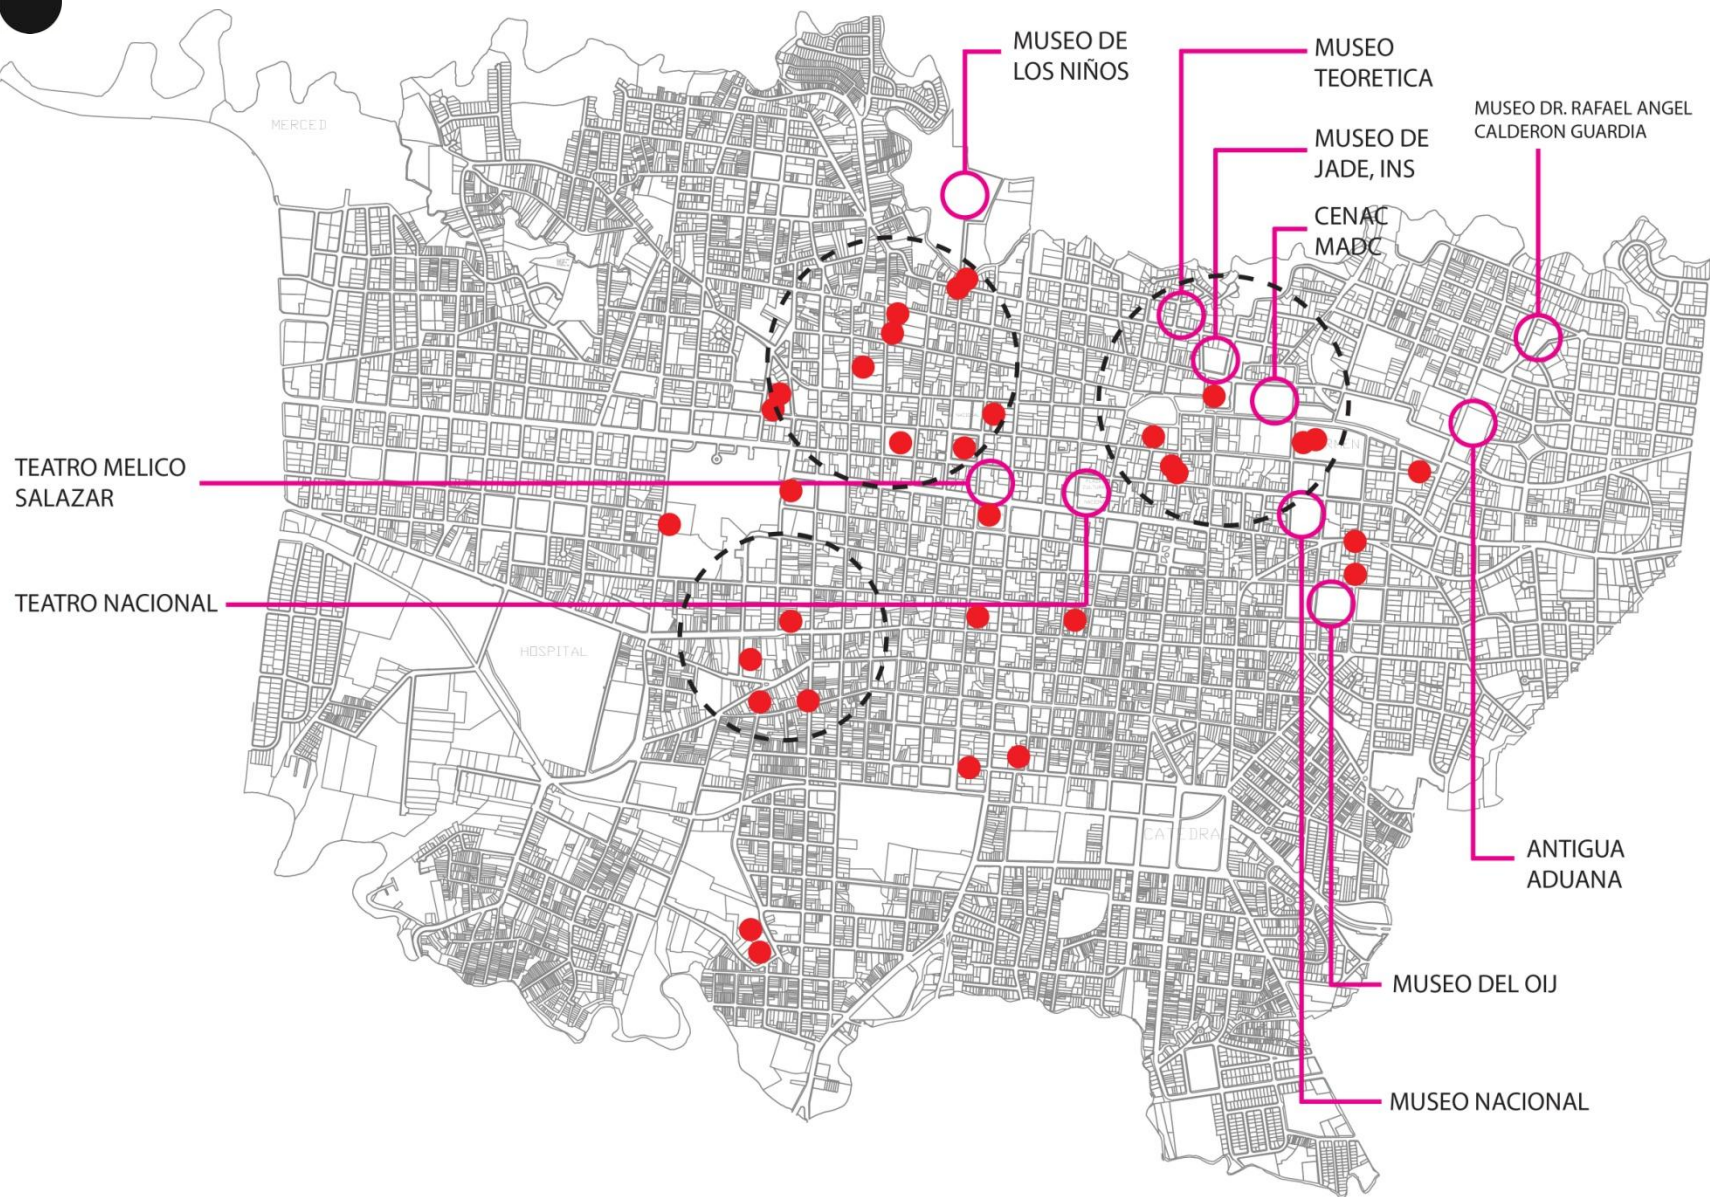 MUSEO DE
LOS NIÑOS
MUSEO
TEORETICA
MUSEO DR. RAFAEL ANGEL
CALDERON GUARDIA
MUSEO DE
JADE, INS
CENAC
MADC
MERCED
TEATRO MELICO
SALAZAR
TEATRO NACIONAL
HOSPITAL
CATEDRA
ANTIGUA
ADUANA
MUSEO DEL OIJ
MUSEO NACIONAL